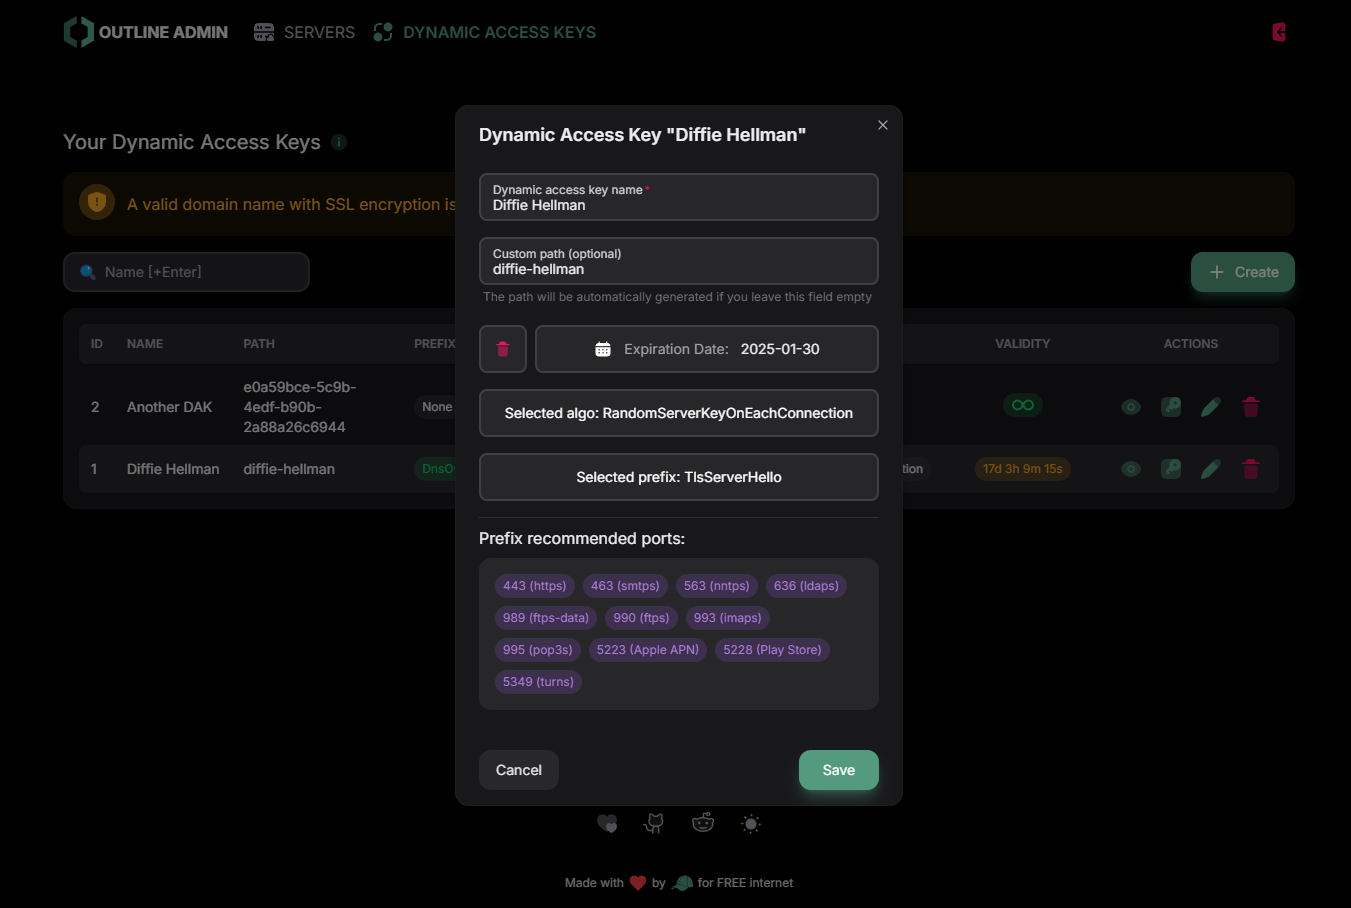 OUTLINE ADMIN
SERVERS
DYNAMIC ACCESS KEYS
Your Dynamic Access Keys
A valid domain name with SSL encryption is
Name [+Enter]
Create
ID NAME PATH PREFIX VALIDITY ACTIONS
2 Another DAK e0a59bce-5c9b-
4edf-b90b-
2a88a26c6944
None
1 Diffie Hellman diffie-hellman 17d 3h 9m 15s
Dynamic Access Key "Diffie Hellman"
Dynamic access key name*
Diffie Hellman
Custom path (optional)
diffie-hellman
The path will be automatically generated if you leave this field empty
Expiration Date: 2025-01-30
Selected algo: RandomServerKeyOnEachConnection
Selected prefix: TlsServerHello
Prefix recommended ports:
443 (https) 463 (smtps) 563 (nntps) 636 (ldaps)
989 (ftps-data) 990 (ftps) 993 (imaps)
995 (pop3s) 5223 (Apple APN) 5228 (Play Store)
5349 (turns)
Cancel
Save
Made with by for FREE internet